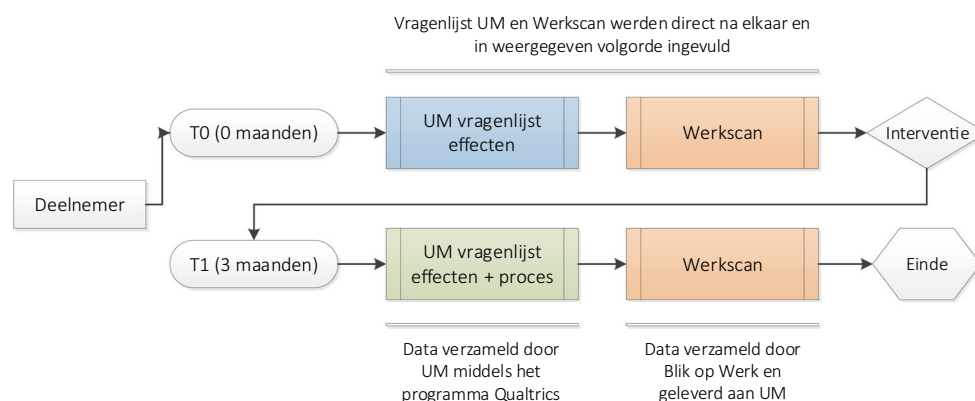 Vragenlijst UM en Werkscan werden direct na elkaar en
in weergegeven volgorde ingevuld
T0 (0 maanden)
UM vragenlijst
effecten
Werkscan
Interventie
Deelnemer
T1 (3 maanden)
UM vragenlijst
effecten + proces
Werkscan
Einde
Data verzameld door
UM middels het
programma Qualtrics
Data verzameld door
Blik op Werk en
geleverd aan UM